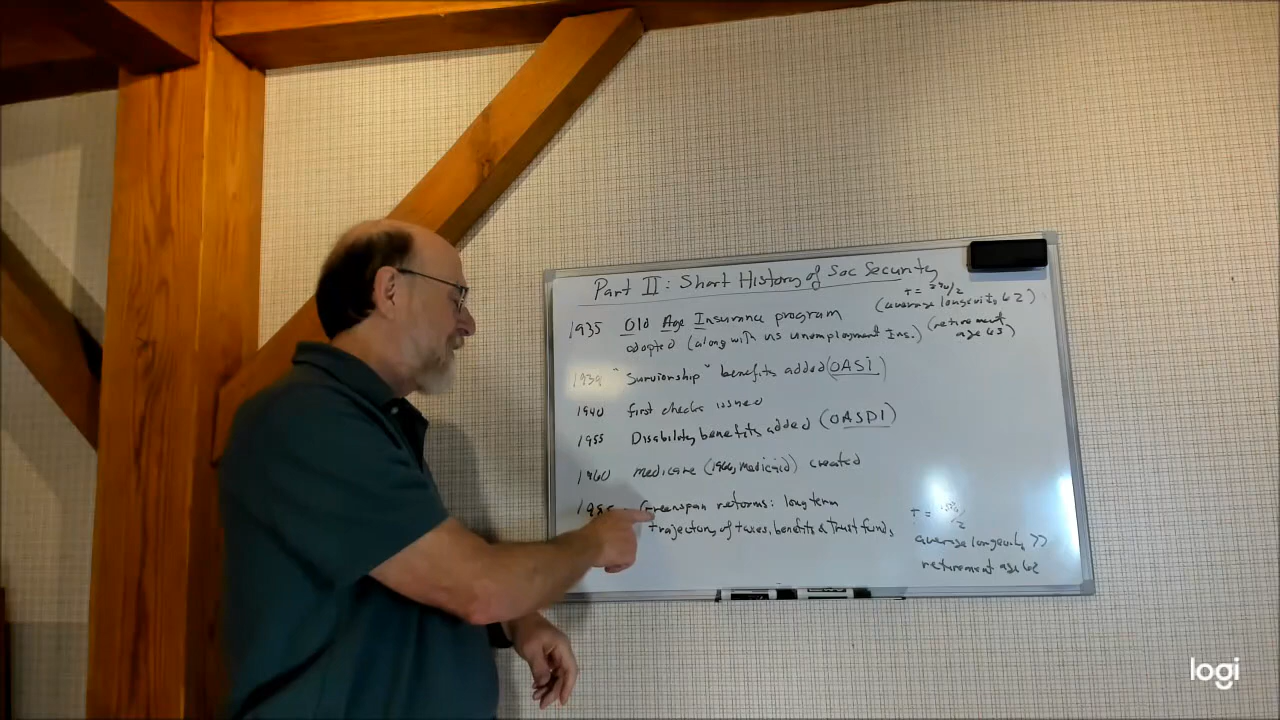 Part II: Short History of Soc Security
(average longevity 62)
1935 Old Age Insurance program
(retirement age 65)
adopted (along with us unemployment Ins.)
1939 "Survionship" benefits added (OASI)
1940 first checks issued
1955 Disability benefits added (OASDI)
1960 medicare (1966, medicaid) created
Greenspan reforms: long term
trajectory of taxes, benefits & Trust funds
average longevity >>
retirement age 62
logi